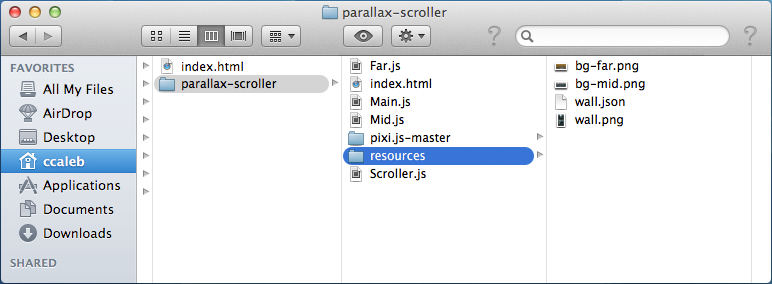 parallax-scroller
FAVORITES
All My Files
AirDrop
Desktop
ccaleb
Applications
Documents
Downloads
SHARED
index.html
parallax-scroller
Far.js
index.html
Main.js
Mid.js
pixi.js-master
resources
Scroller.js
bg-far.png
bg-mid.png
wall.json
wall.png